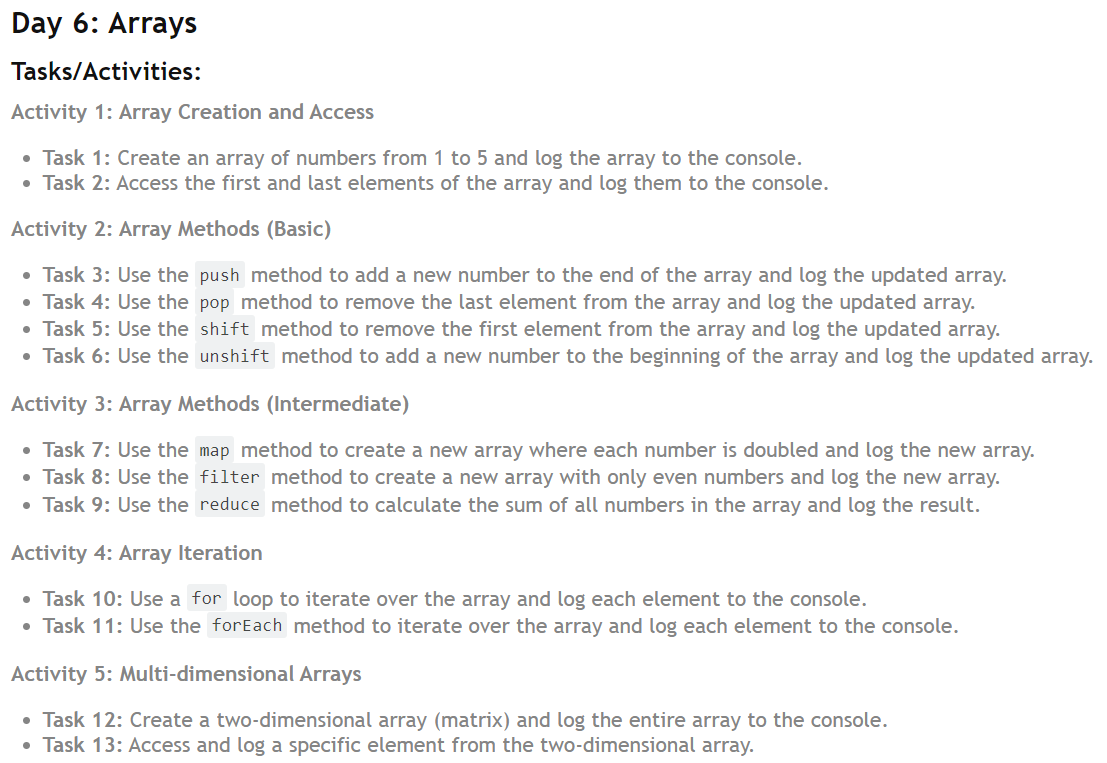 Day 6: Arrays
Tasks/Activities:
Activity 1: Array Creation and Access
• Task 1: Create an array of numbers from 1 to 5 and log the array to the console.
• Task 2: Access the first and last elements of the array and log them to the console.
Activity 2: Array Methods (Basic)
• Task 3: Use the push method to add a new number to the end of the array and log the updated array.
• Task 4: Use the pop method to remove the last element from the array and log the updated array.
• Task 5: Use the shift method to remove the first element from the array and log the updated array.
• Task 6: Use the unshift method to add a new number to the beginning of the array and log the updated array.
Activity 3: Array Methods (Intermediate)
• Task 7: Use the map method to create a new array where each number is doubled and log the new array.
• Task 8: Use the filter method to create a new array with only even numbers and log the new array.
• Task 9: Use the reduce method to calculate the sum of all numbers in the array and log the result.
Activity 4: Array Iteration
• Task 10: Use a for loop to iterate over the array and log each element to the console.
• Task 11: Use the forEach method to iterate over the array and log each element to the console.
Activity 5: Multi-dimensional Arrays
• Task 12: Create a two-dimensional array (matrix) and log the entire array to the console.
• Task 13: Access and log a specific element from the two-dimensional array.